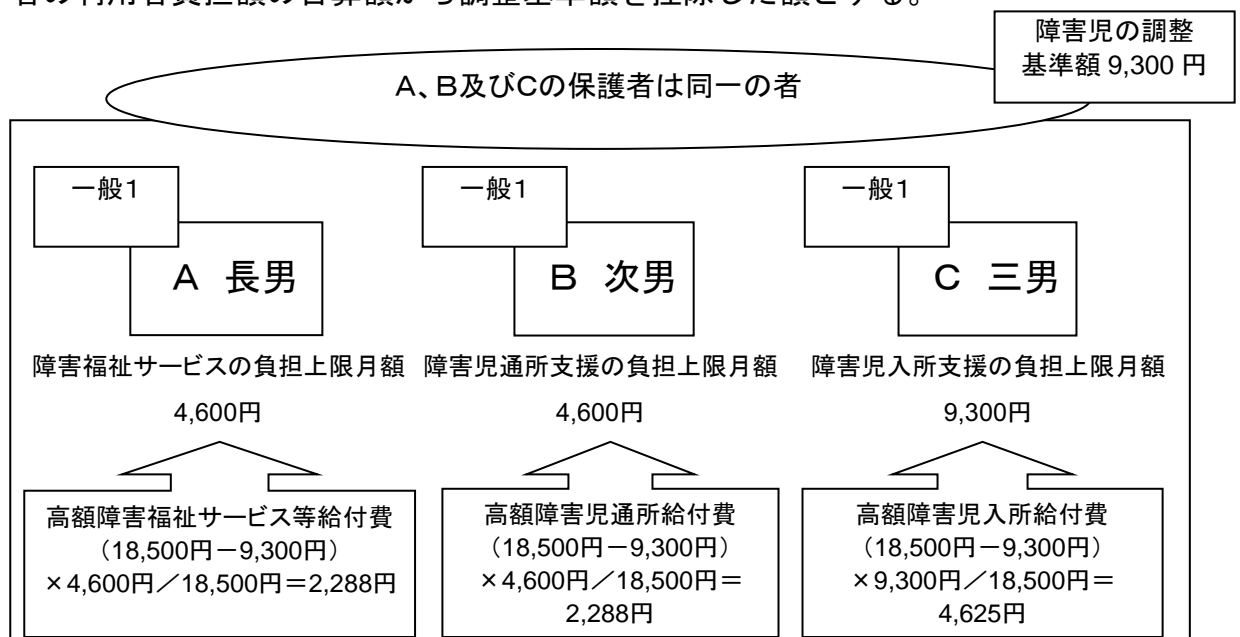 者の利用者負担額の合算額から調整基準額を控除した額とする。
障害児の調整
基準額 9,300 円
A、B及びCの保護者は同一の者
一般1
A 長男
障害福祉サービスの負担上限月額
4,600円
高額障害福祉サービス等給付費
(18,500円－9,300円)
×4,600円／18,500円＝2,288円
一般1
B 次男
障害児通所支援の負担上限月額
4,600円
高額障害児通所給付費
(18,500円－9,300円)
×4,600円／18,500円＝
2,288円
一般1
C 三男
障害児入所支援の負担上限月額
9,300円
高額障害児入所給付費
(18,500円－9,300円)
×9,300円／18,500円＝
4,625円